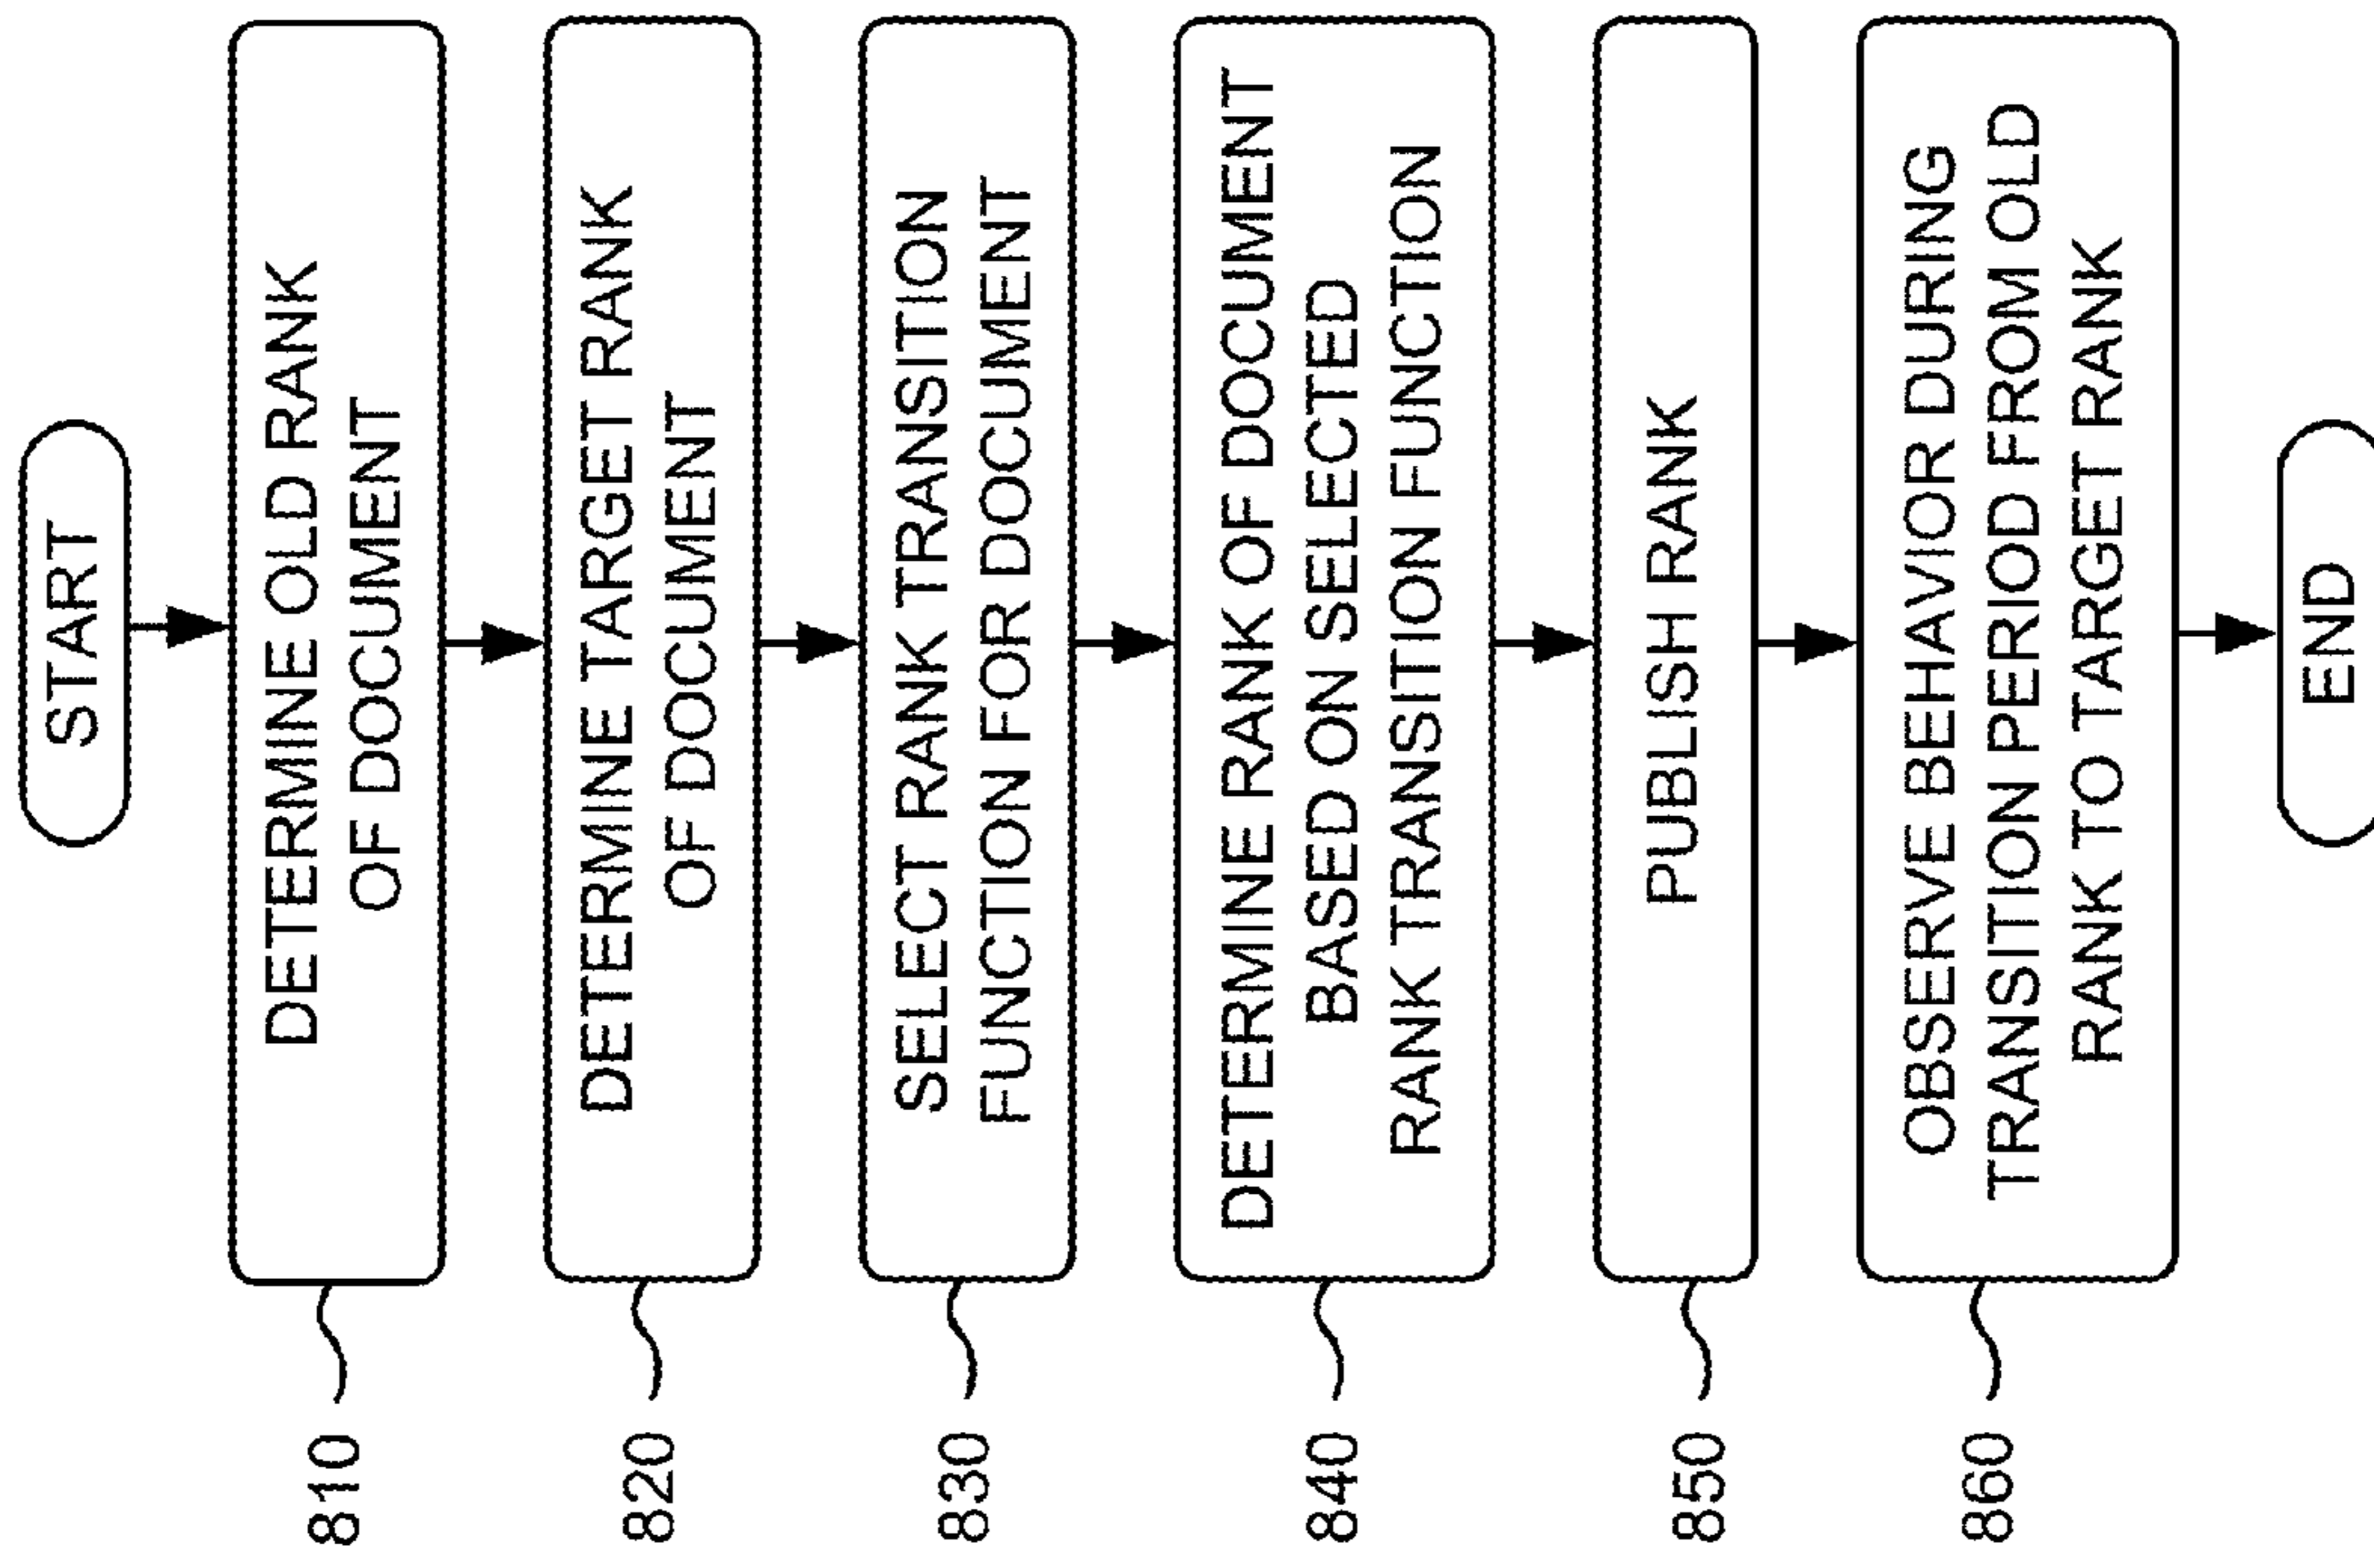 START
810
DETERMINE OLD RANK
OF DOCUMENT
820
DETERMINE TARGET RANK
OF DOCUMENT
830
SELECT RANK TRANSITION
FUNCTION FOR DOCUMENT
840
DETERMINE RANK OF DOCUMENT
BASED ON SELECTED
RANK TRANSITION FUNCTION
850
PUBLISH RANK
860
OBSERVE BEHAVIOR DURING
TRANSITION PERIOD FROM OLD
RANK TO TARGET RANK
END